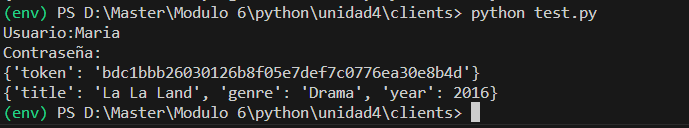 (env) PS D:\Master\Modulo 6\python\unidad4\clients> python test.py
Usuario:Maria
Contraseña:
{'token': 'bdc1bbb26030126b8f05e7def7c0776ea30e8b4d'}
{'title': 'La La Land', 'genre': 'Drama', 'year': 2016}
(env) PS D:\Master\Modulo 6\python\unidad4\clients>